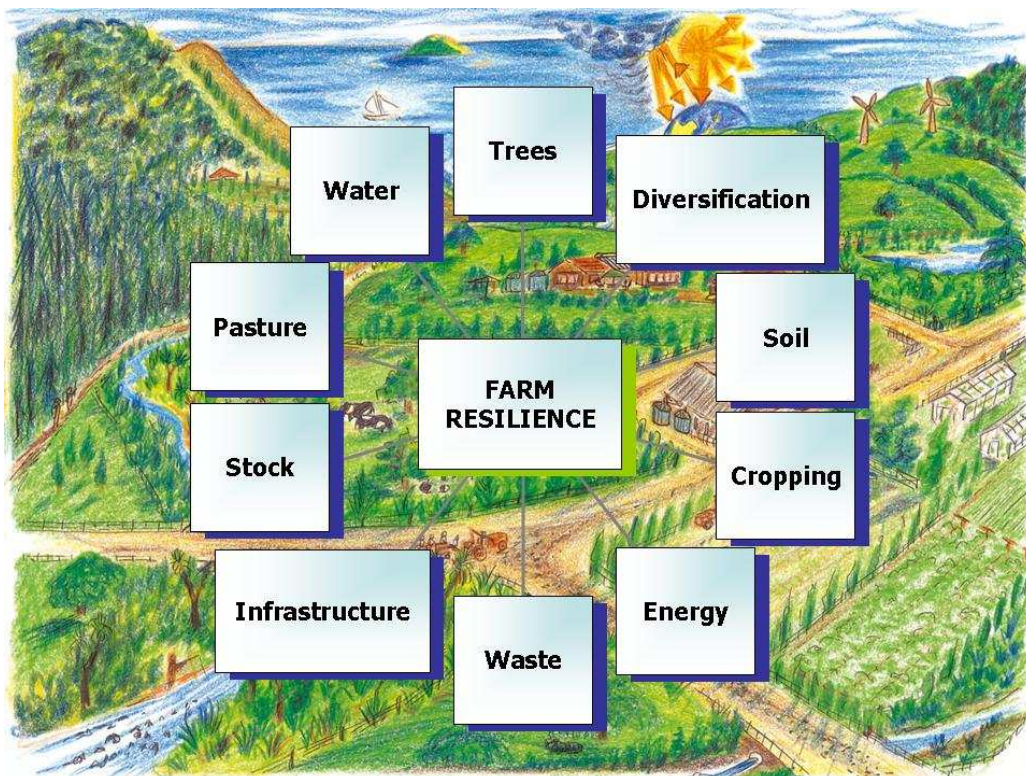 Trees
Water
Diversification
Pasture
Soil
FARM
RESILIENCE
Stock
Cropping
Infrastructure
Energy
Waste